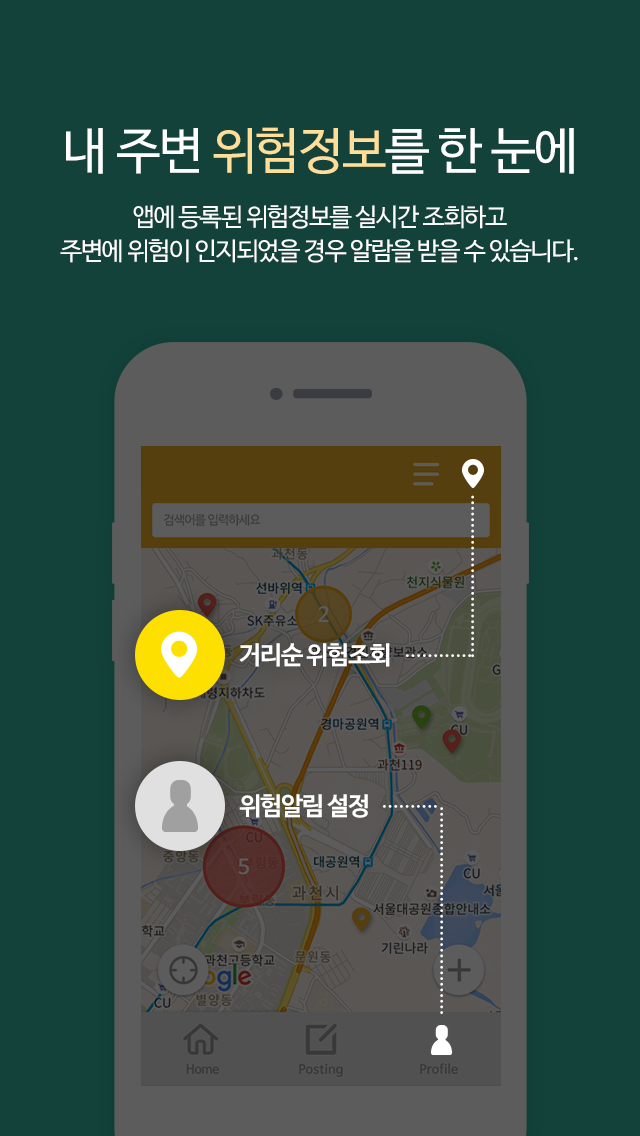 내 주변 위험정보를 한 눈에
앱에 등록된 위험정보를 실시간 조회하고
주변에 위험이 인지되었을 경우 알람을 받을 수 있습니다.
검색어를 입력하세요
과천동
선바위역
천지식물원
SK주유소
2
거리순 위험조회
지하차도
G
경마공원역
CU
과천119
위험알림 설정
CU
중앙동
5
대공원역
CU
과천시
서울대공원종합안내소
서울
학교
기린나라
과천고등학교
문원동
gle
별양동
CU
Home
Posting
Profile